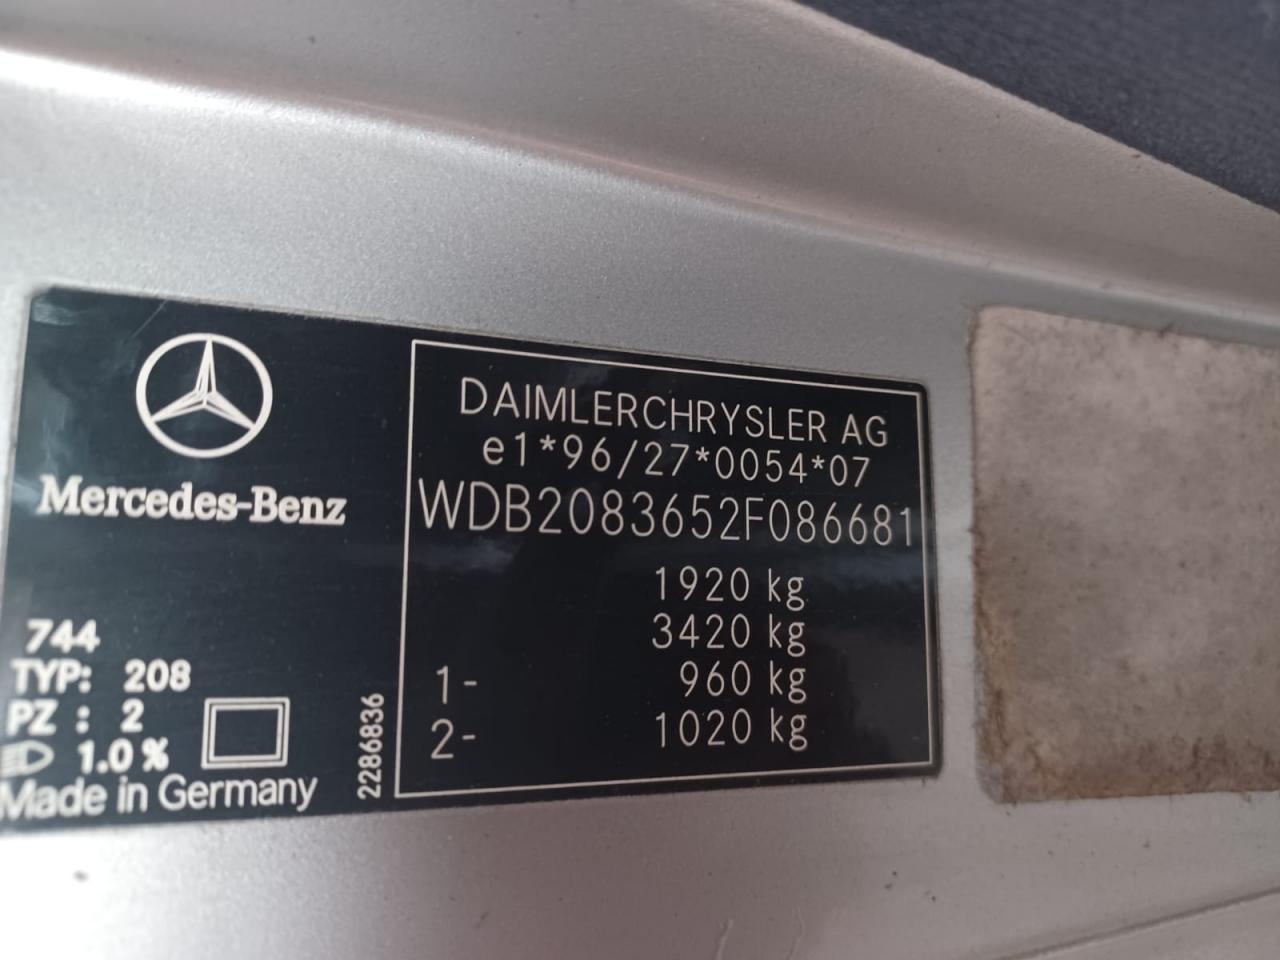 Mercedes-Benz
744
TYP: 208
PZ : 2
1.0 %
Made in Germany
2286836
DAIMLERCHRYSLER AG
e1*96/27*0054*07
WDB2083652F086681
1920 kg
3420 kg
1- 960 kg
2- 1020 kg